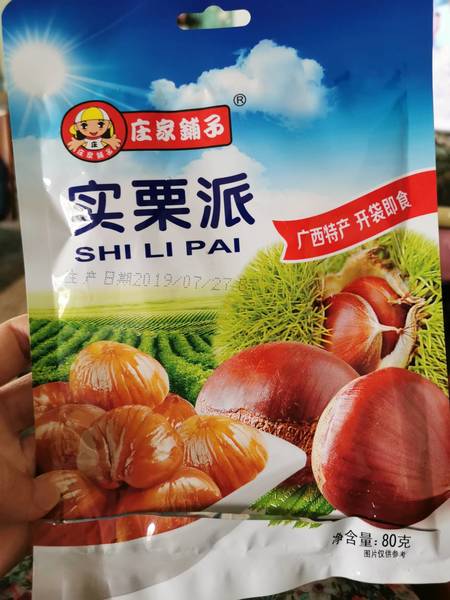 ®
庄家鋪子
庄
庄家鋪子
实栗派
SHI LI PAI
广西特产 开袋即食
生产日期2019/07/27
净含量：80克
图片仅供参考